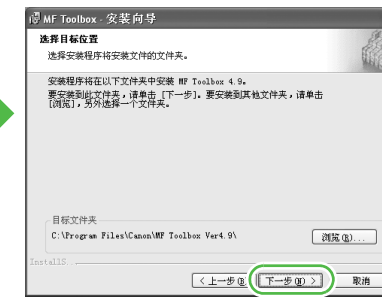 MF Toolbox - 安装向导
选择目标位置
选择安装程序将安装文件的文件夹。
安装程序将在以下文件夹中安装 MF Toolbox 4.9。
要安装到此文件夹，请单击 [下一步]。要安装到其他文件夹，请单击
[浏览]，另外选择一个文件夹。
目标文件夹
C:\Program Files\Canon\MF Toolbox Ver4.9\
浏览(R)...
InstallS
<上一步(B) 下一步(N)> 取消